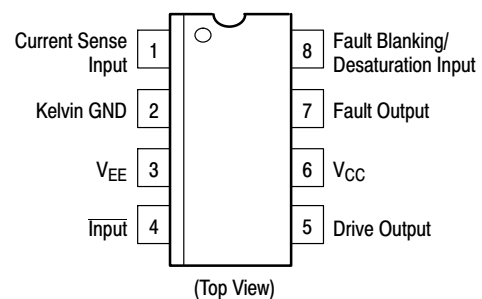 Current Sense
Input
1
Kelvin GND
2
VEE
3
Input
4
8
Fault Blanking/
Desaturation Input
7
Fault Output
6
VCC
5
Drive Output
(Top View)